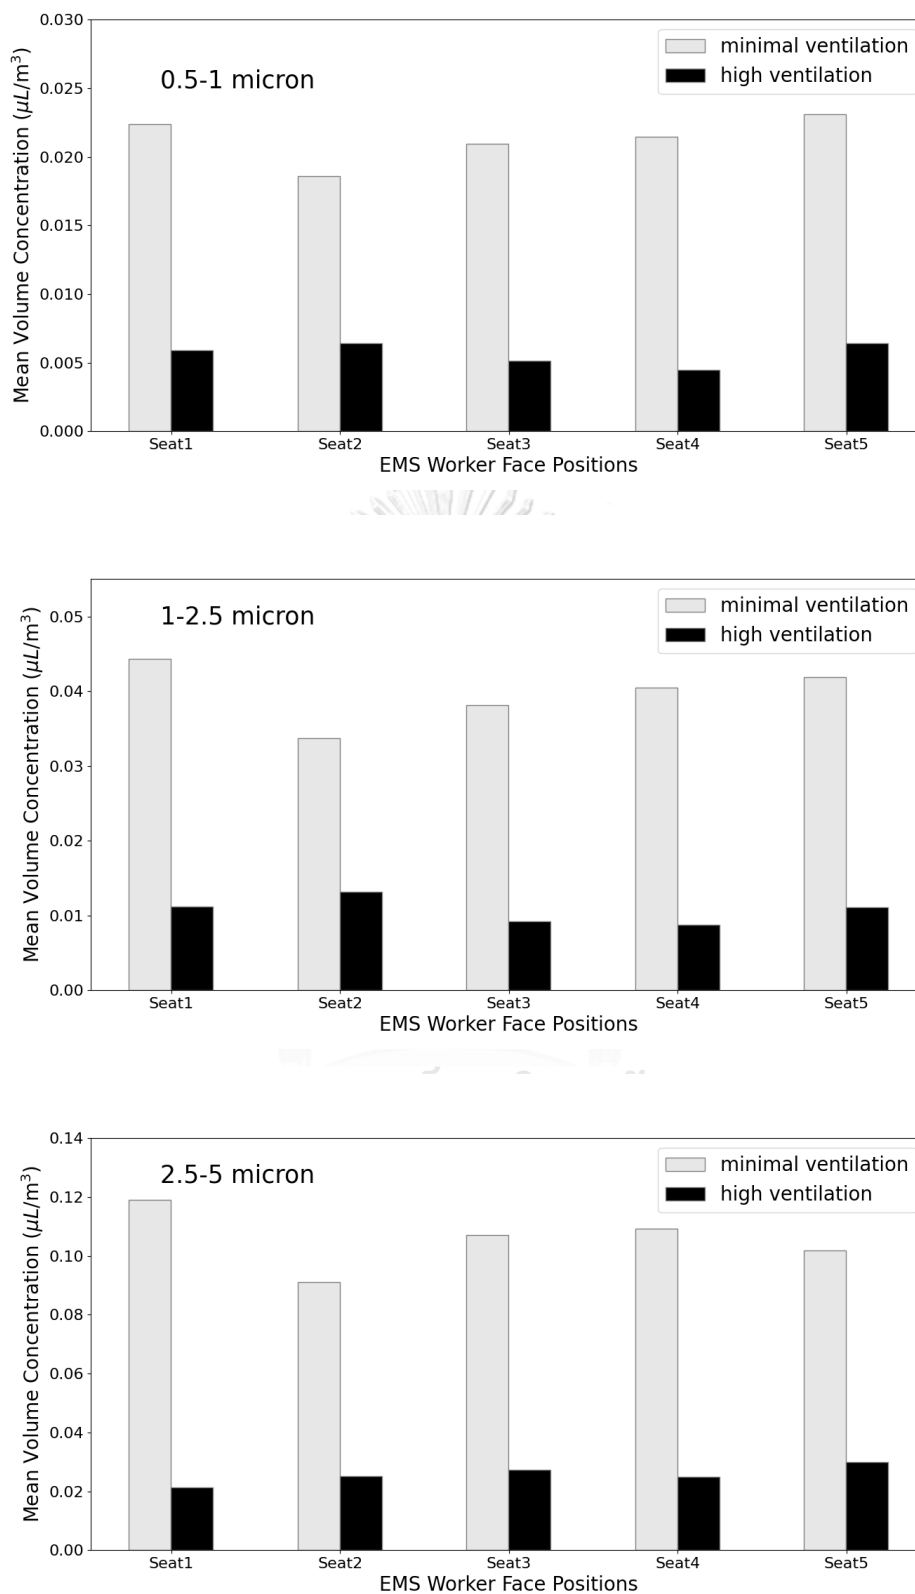 0.030
0.025
0.020
0.015
0.010
0.005
0.000
Mean Volume Concentration (μL/m³)
0.5-1 micron
minimal ventilation
high ventilation
Seat1 Seat2 Seat3 Seat4 Seat5
EMS Worker Face Positions
0.05
0.04
0.03
0.02
0.01
0.00
Mean Volume Concentration (μL/m³)
1-2.5 micron
minimal ventilation
high ventilation
Seat1 Seat2 Seat3 Seat4 Seat5
EMS Worker Face Positions
0.14
0.12
0.10
0.08
0.06
0.04
0.02
0.00
Mean Volume Concentration (μL/m³)
2.5-5 micron
minimal ventilation
high ventilation
Seat1 Seat2 Seat3 Seat4 Seat5
EMS Worker Face Positions